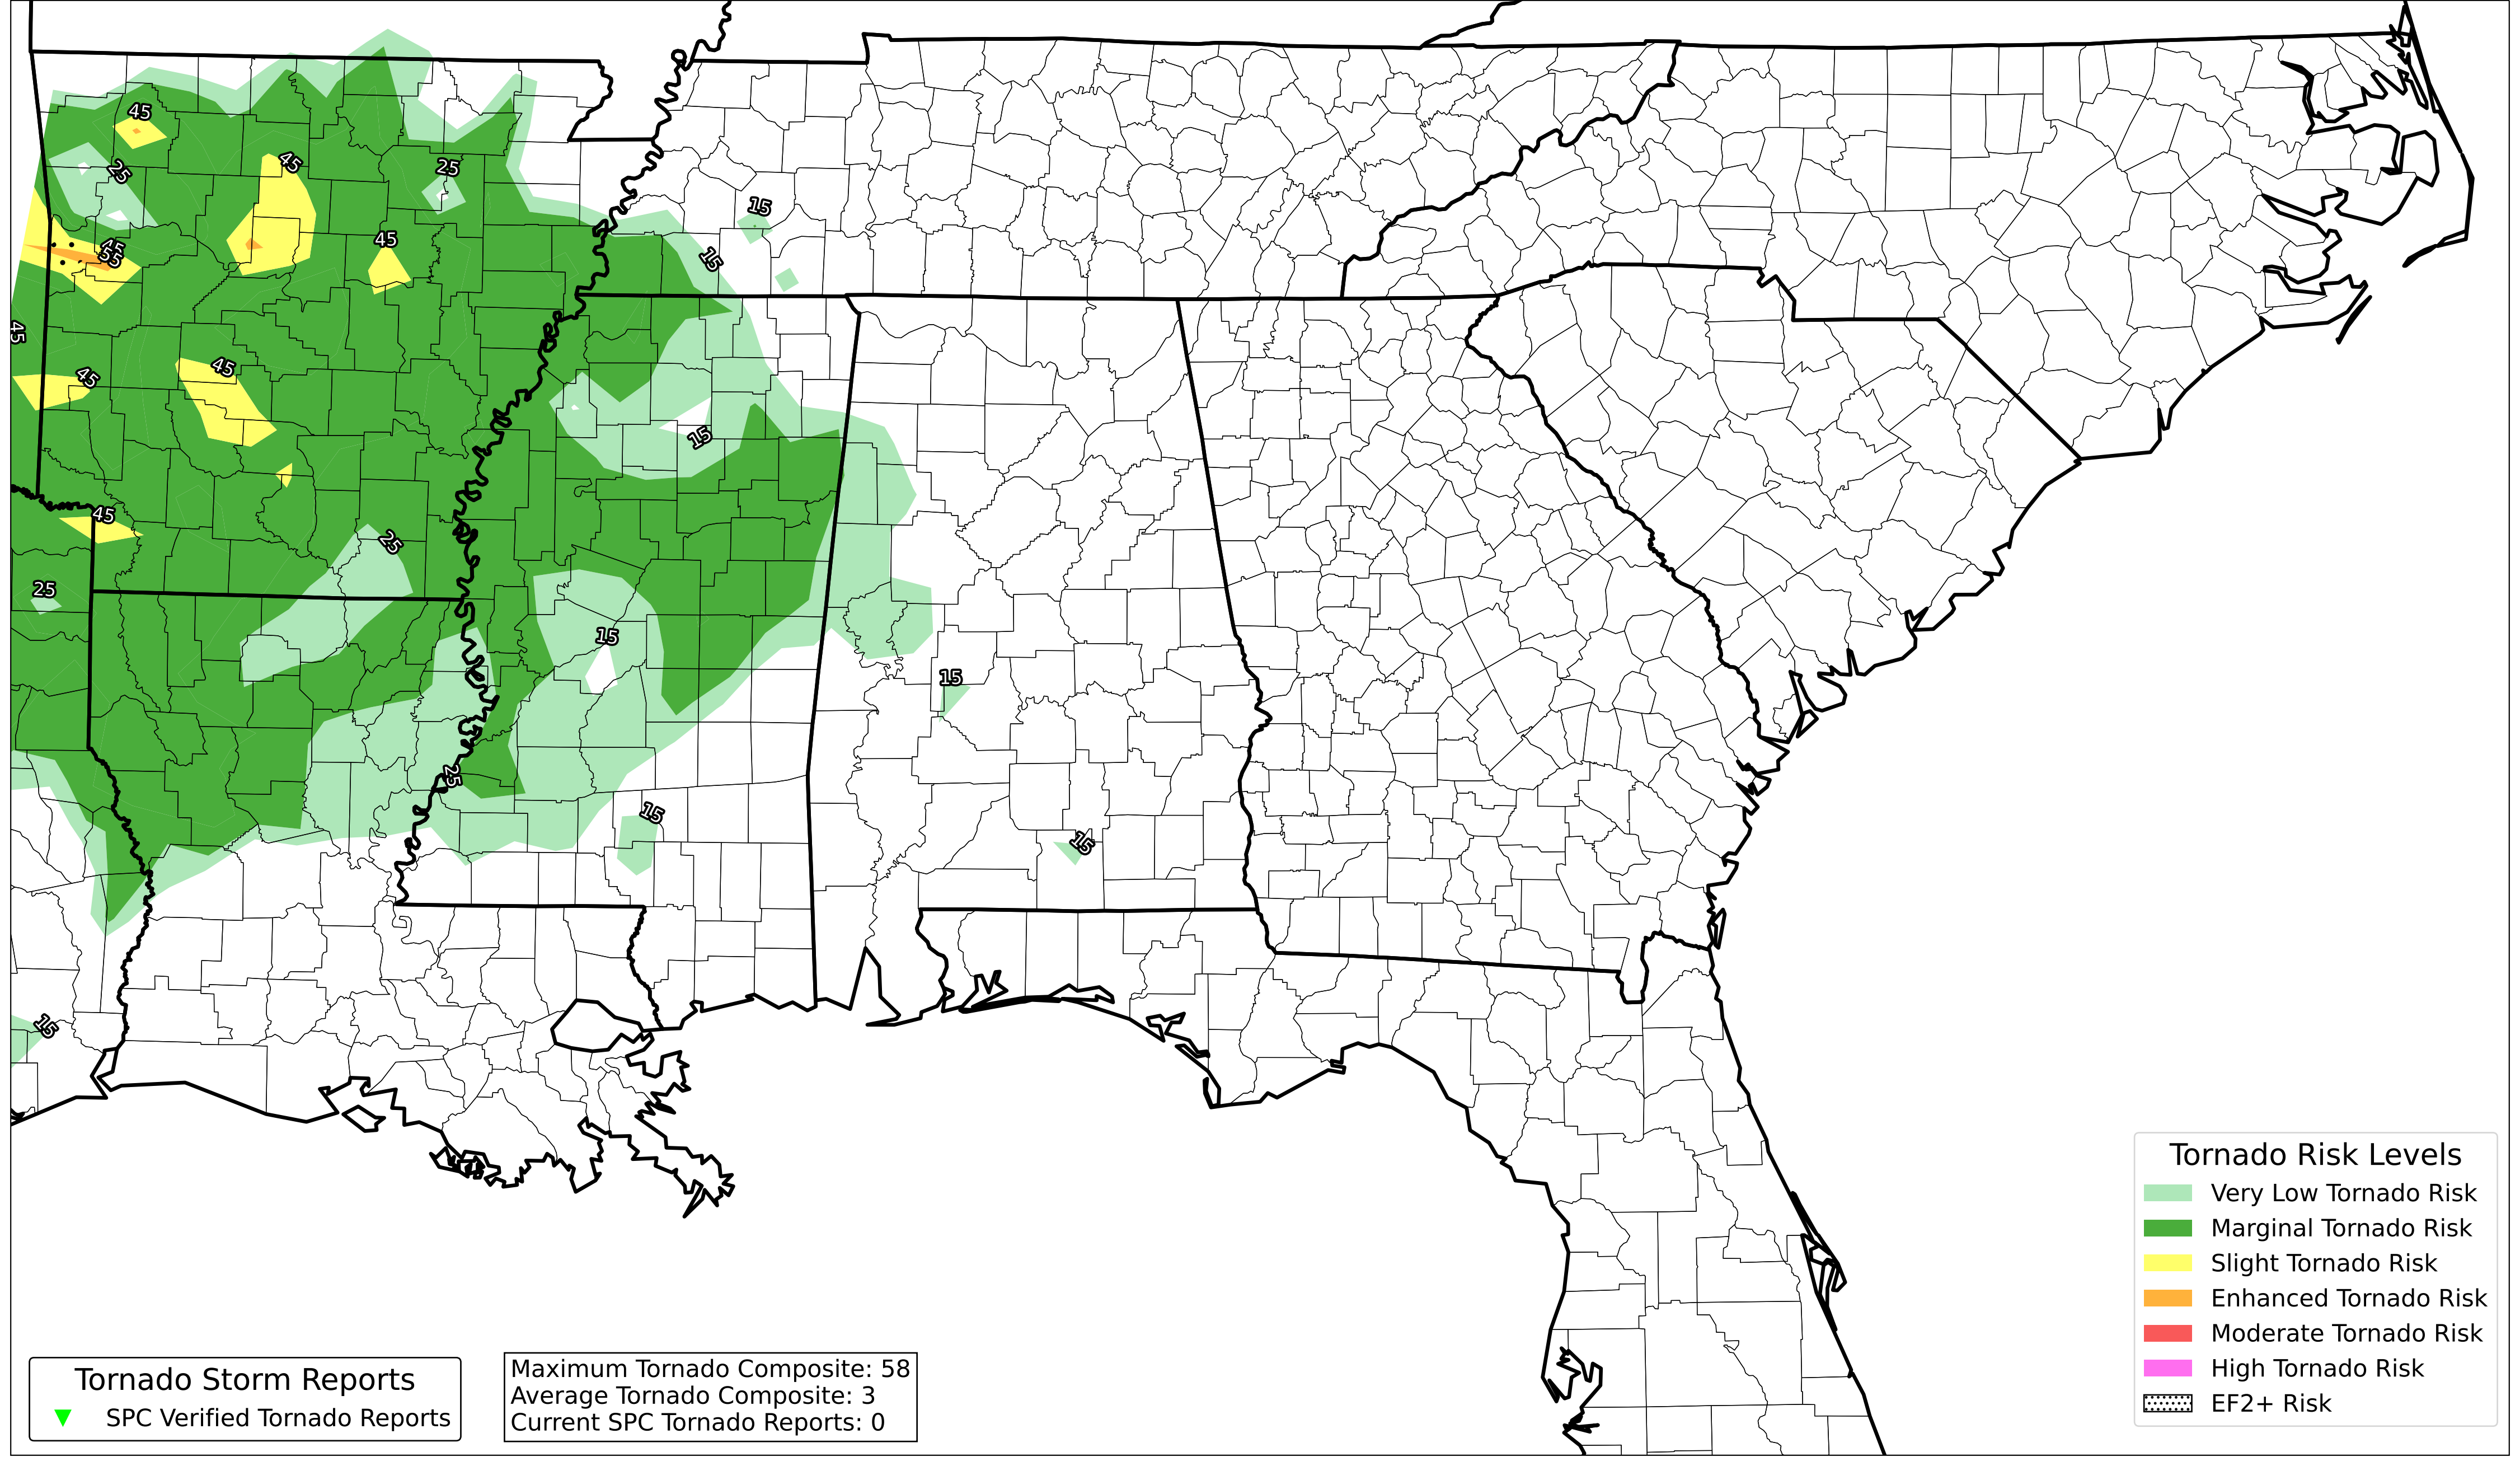 45
45
25
25
15
45
45
55
15
45
45
45
15
45
25
25
15
15
25
15
15
15
Tornado Risk Levels
Very Low Tornado Risk
Marginal Tornado Risk
Slight Tornado Risk
Enhanced Tornado Risk
Moderate Tornado Risk
High Tornado Risk
EF2+ Risk
Tornado Storm Reports
SPC Verified Tornado Reports
Maximum Tornado Composite: 58
Average Tornado Composite: 3
Current SPC Tornado Reports: 0